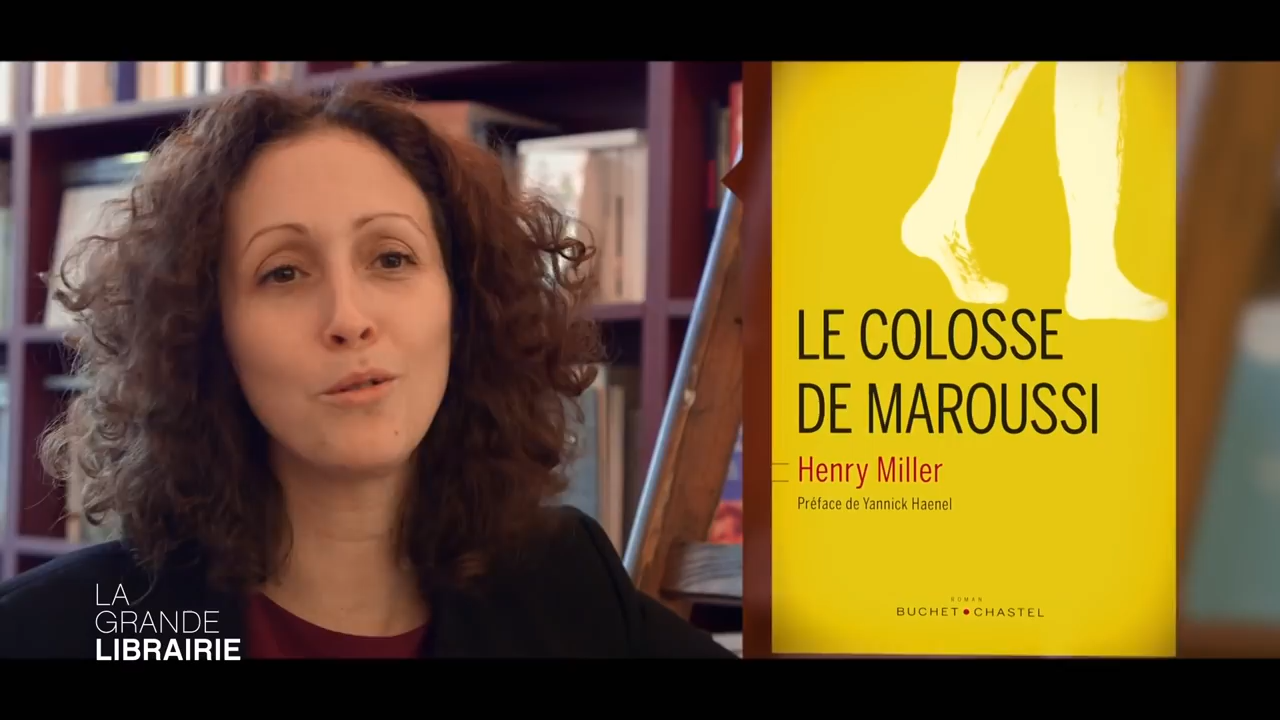 LA
GRANDE
LIBRAIRIE
LE COLOSSE
DE MAROUSSI
Henry Miller
Préface de Yannick Haenel
ROMAN
BUCHET•CHASTEL